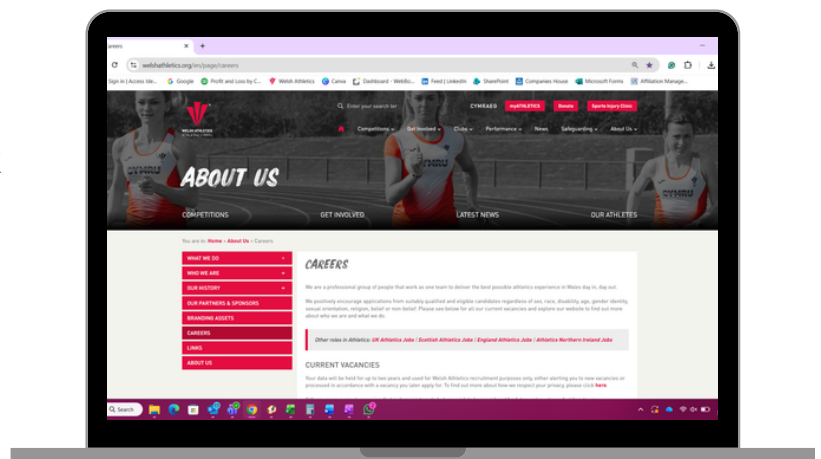 areers
welshathletics.org/en/page/careers
Sign in | Access Ide...
Google
Profit and Loss by C...
Welsh Athletics
Canva
Dashboard - WebBo...
Feed | LinkedIn
SharePoint
Companies House
Microsoft Forms
Affiliation Manage...
WELSH ATHLETICS
ATHLETAU CYMRU
Enter your search ter
CYMRAEG
myATHLETICS
Donate
Sports Injury Clinic
Competitions
Get Involved
Clubs
Performance
News
Safeguarding
About Us
CYMRU
CYMRU
CYMRU
ABOUT US
COMPETITIONS
GET INVOLVED
LATEST NEWS
OUR ATHLETES
You are in: Home > About Us > Careers
WHAT WE DO
WHO WE ARE
OUR HISTORY
OUR PARTNERS & SPONSORS
BRANDING ASSETS
CAREERS
LINKS
ABOUT US
CAREERS
We are a professional group of people that work as one team to deliver the best possible athletics experience in Wales day in, day out.
We positively encourage applications from suitably qualified and eligible candidates regardless of sex, race, disability, age, gender identity,
sexual orientation, religion, belief or non-belief. Please see below for all our current vacancies and explore our website to find out more
about who we are and what we do.
Other roles in Athletics: UK Athletics Jobs | Scottish Athletics Jobs | England Athletics Jobs | Athletics Northern Ireland Jobs
CURRENT VACANCIES
Your data will be held for up to two years and used for Welsh Athletics recruitment purposes only, either alerting you to new vacancies or
processed in accordance with a vacancy you later apply for. To find out more about how we respect your privacy, please click here.
Search